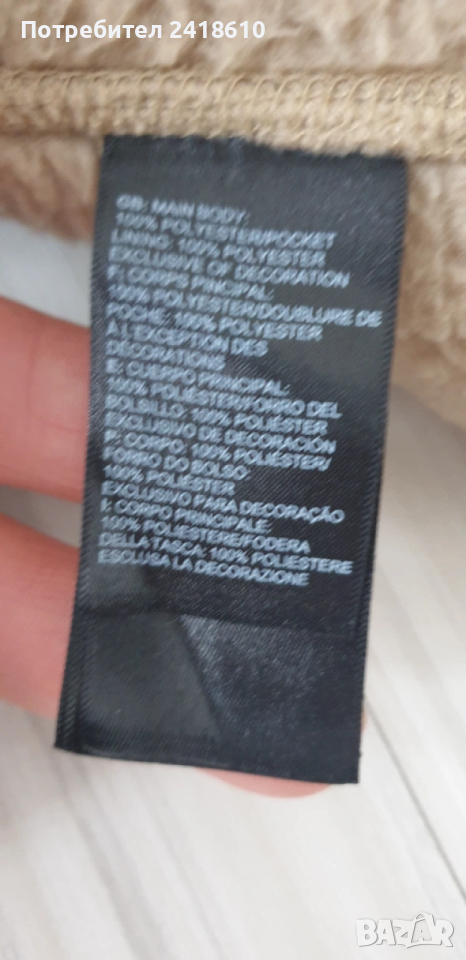 Потребител 2418610
GB: MAIN BODY:
100% POLYESTER/POCKET
LINING: 100% POLYESTER
EXCLUSIVE OF DECORATION
F: CORPS PRINCIPAL:
100% POLYESTER/DOUBLURE DE
POCHE: 100% POLYESTER
À L'EXCEPTION DES
DÉCORATIONS
E: CUERPO PRINCIPAL:
100% POLIÉSTER/FORRO DEL
BOLSILLO: 100% POLIÉSTER
EXCLUSIVO DE DECORACIÓN
P: CORPO: 100% POLIÉSTER/
FORRO DO BOLSO:
100% POLIÉSTER
EXCLUSIVO PARA DECORAÇÃO
I: CORPO PRINCIPALE:
100% POLIESTERE/FODERA
DELLA TASCA: 100% POLIESTERE
ESCLUSA LA DECORAZIONE
BAZAR